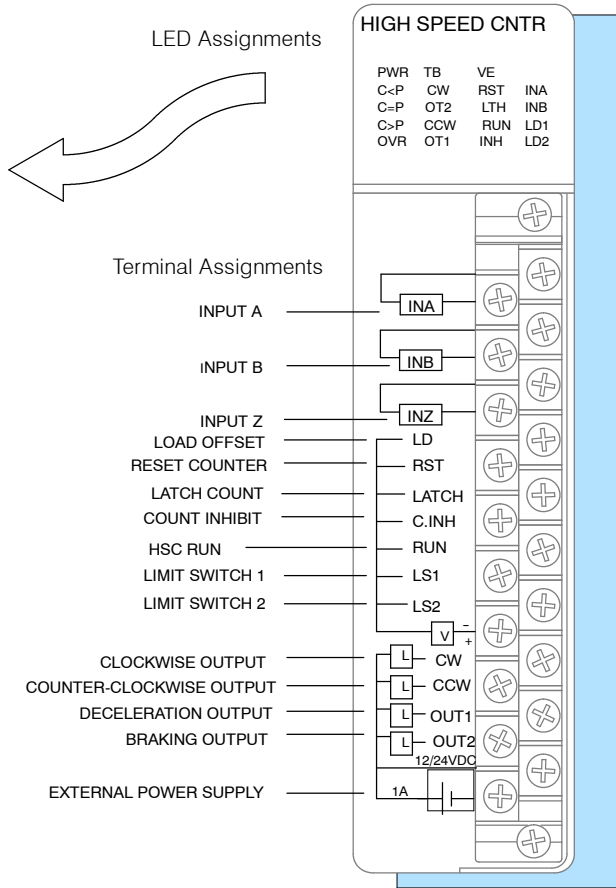 LED Assignments
HIGH SPEED CNTR
PWR TB VE
C<P CW RST INA
C=P OT2 LTH INB
C>P CCW RUN LD1
OVR OT1 INH LD2
Terminal Assignments
INPUT A INA
INPUT B INB
INPUT Z INZ
LOAD OFFSET LD
RESET COUNTER RST
LATCH COUNT LATCH
COUNT INHIBIT C.INH
HSC RUN RUN
LIMIT SWITCH 1 LS1
LIMIT SWITCH 2 LS2
V − +
CLOCKWISE OUTPUT L CW
COUNTER-CLOCKWISE OUTPUT L CCW
DECELERATION OUTPUT L OUT1
BRAKING OUTPUT L OUT2
12/24VDC
EXTERNAL POWER SUPPLY 1A